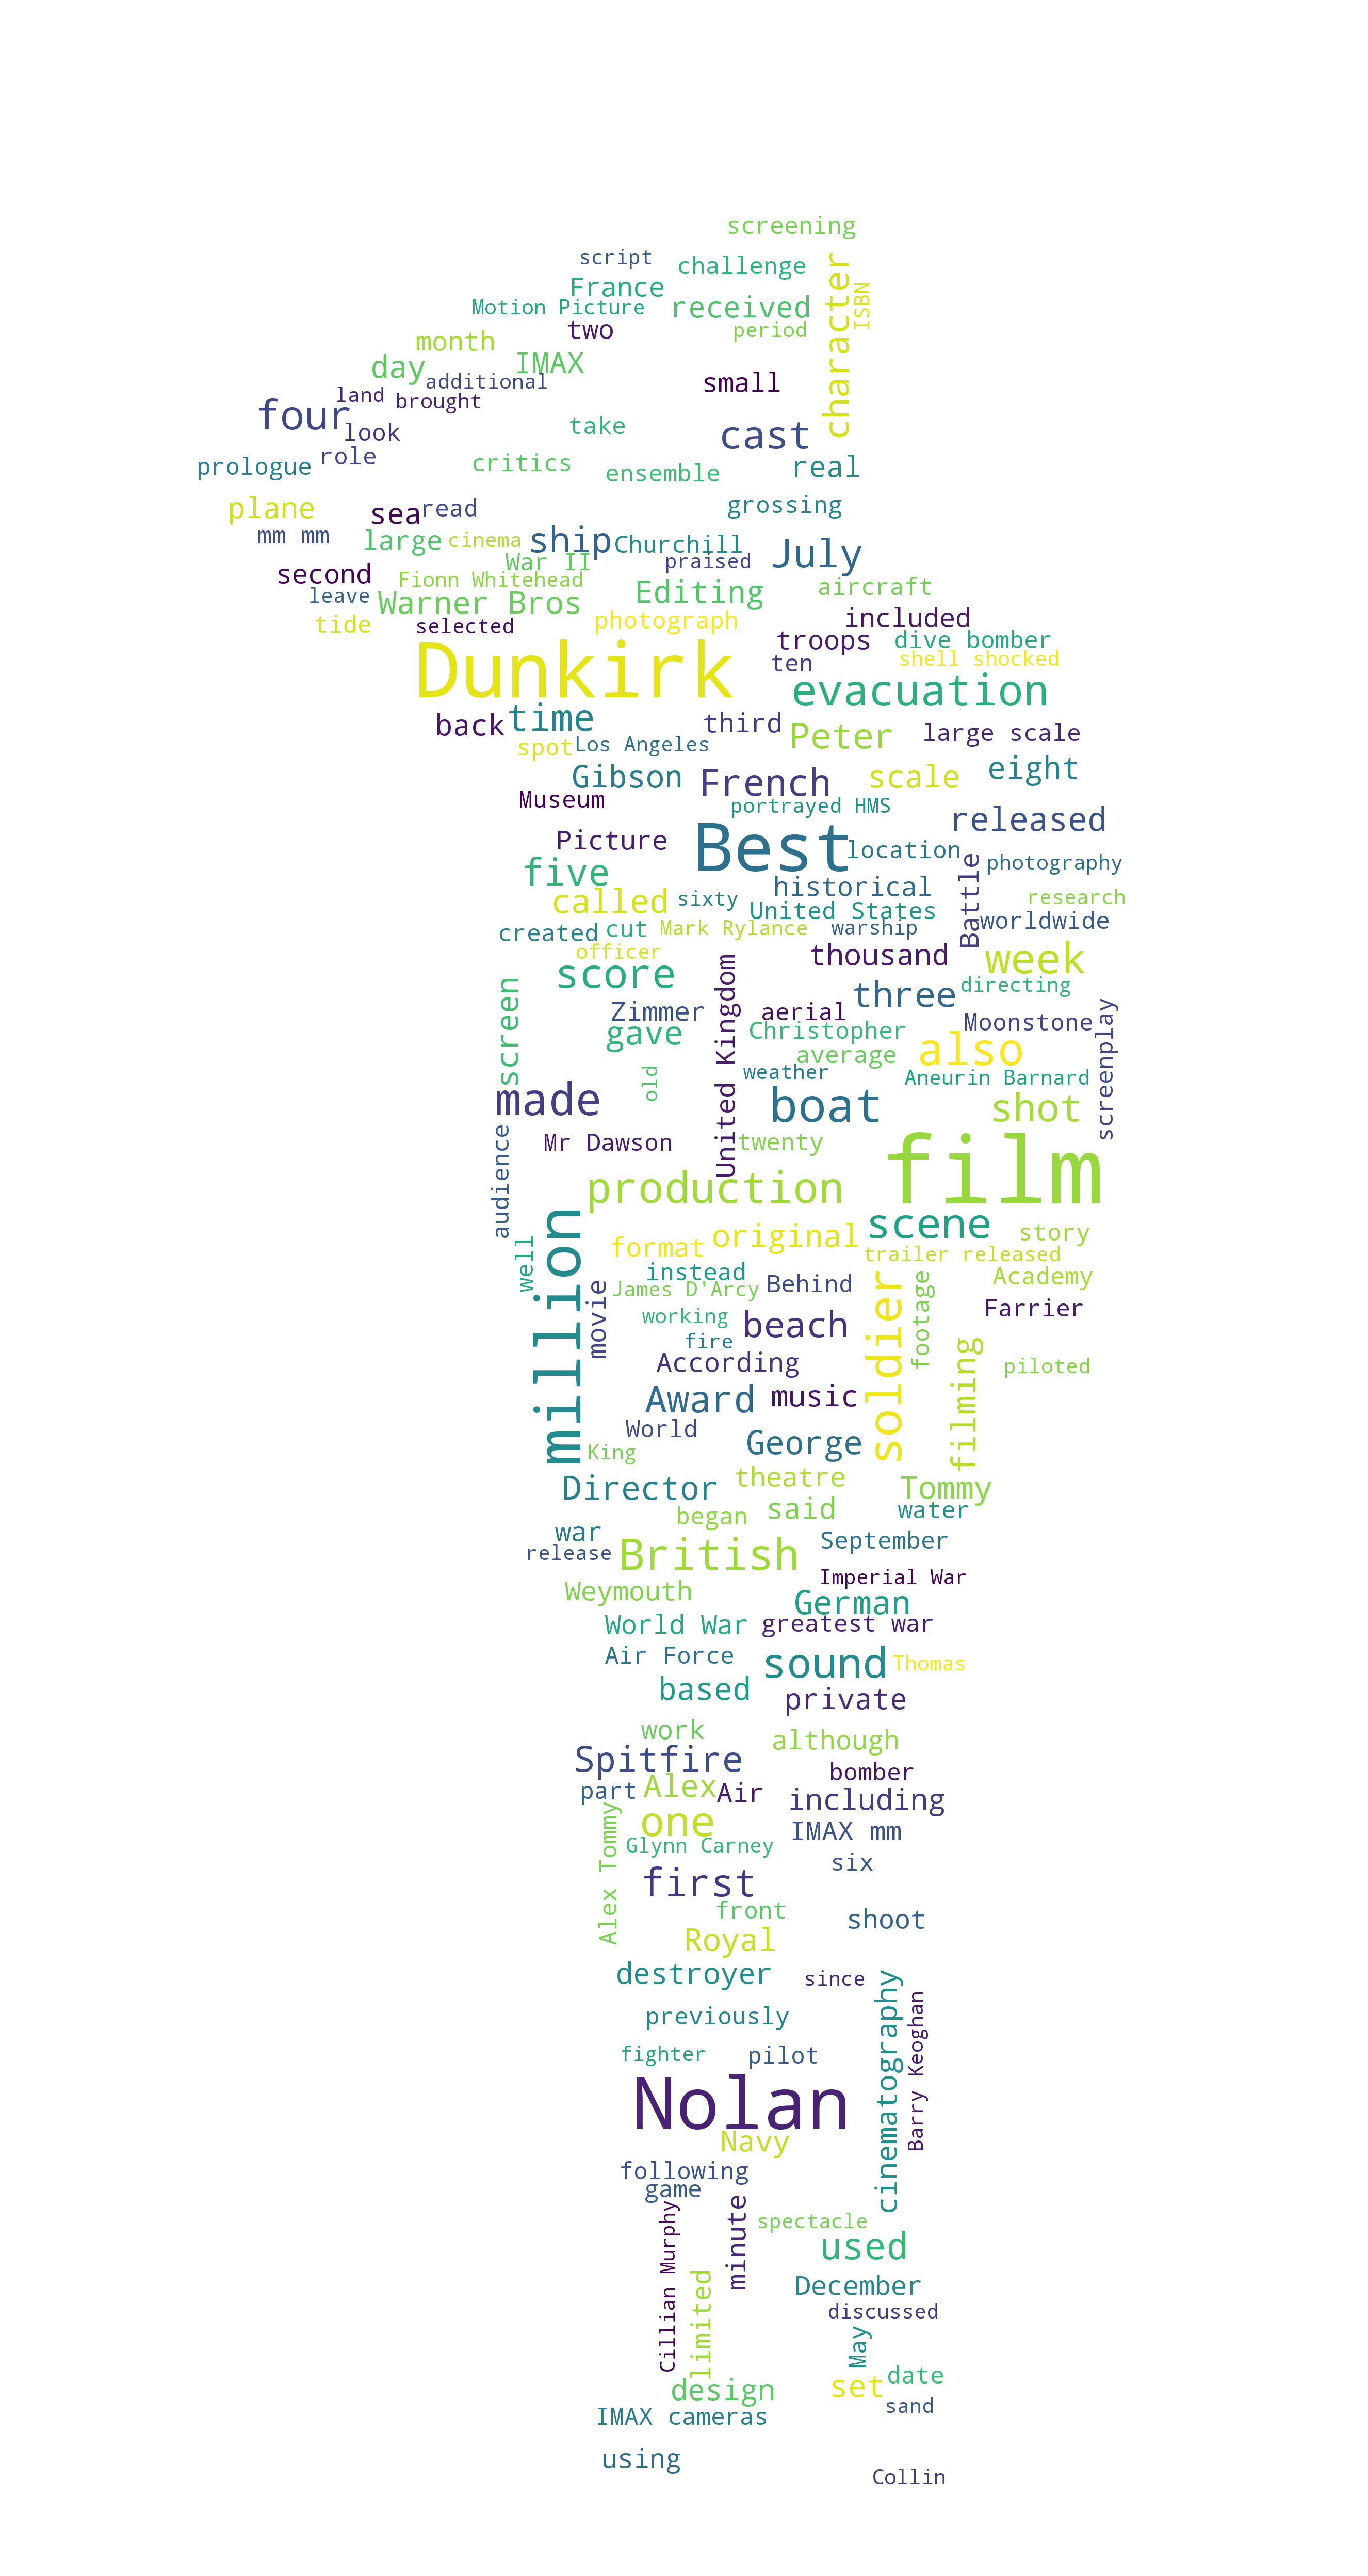 screening
script
challenge
France
character
ISBN
Motion Picture
received
two
period
month
IMAX
day
additional
small
land
brought
four
look
take
cast
role
prologue
critics
ensemble
real
plane
sea
read
grossing
mm mm
large
cinema
ship
Churchill
July
War II
praised
second
Fionn Whitehead
leave
Warner Bros
Editing
aircraft
tide
selected
photograph
included
troops
dive bomber
Dunkirk
ten
shell shocked
evacuation
back
time
third
Peter
large scale
spot
Los Angeles
Gibson
French
scale
eight
Museum
portrayed HMS
released
Picture
Best
location
photography
five
historical
Battle
called
sixty
United States
research
created
cut
Mark Rylance
warship
worldwide
officer
thousand
week
score
United Kingdom
three
directing
screen
Zimmer
aerial
Moonstone
gave
Christopher
also
screenplay
average
old
weather
Aneurin Barnard
made
boat
shot
audience
Mr Dawson
twenty
film
production
million
scene
well
format
original
story
trailer released
instead
Behind
Academy
movie
James D'Arcy
soldier
footage
working
beach
Farrier
fire
filming
According
piloted
Award
music
World
George
King
Director
theatre
Tommy
began
said
water
war
release
British
September
Weymouth
Imperial War
German
World War
greatest war
Air Force
sound
Thomas
based
private
work
although
Spitfire
bomber
part
Alex
Air
including
Alex Tommy
one
IMAX mm
Glynn Carney
six
first
front
shoot
Royal
destroyer
since
cinematography
Barry Keoghan
previously
fighter
pilot
Nolan
Navy
following
game
Cillian Murphy
minute
spectacle
used
limited
December
discussed
May
design
set
date
IMAX cameras
sand
using
Collin